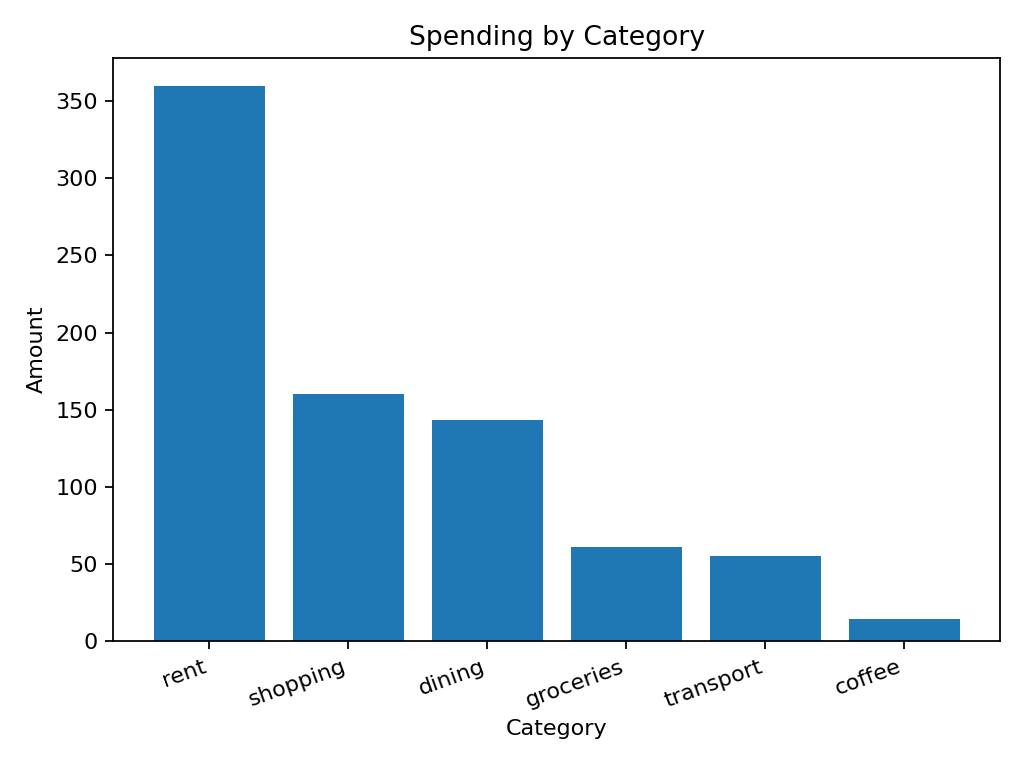 Spending by Category
Amount
350
300
250
200
150
100
50
0
rent shopping dining groceries transport coffee
Category